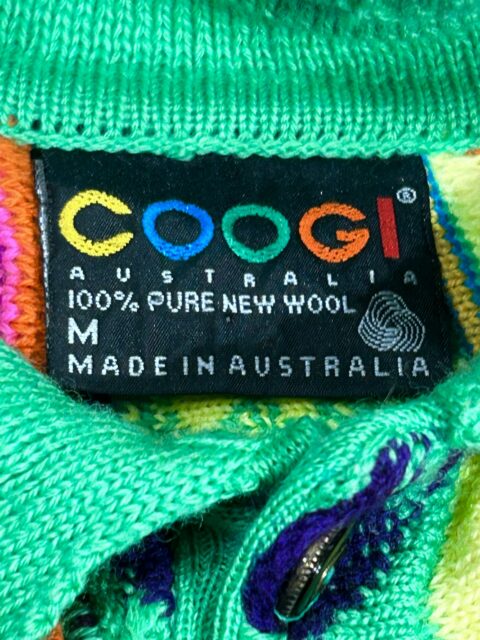 COOGI®
AUSTRALIA
100% PURE NEW WOOL
M
MADE IN AUSTRALIA